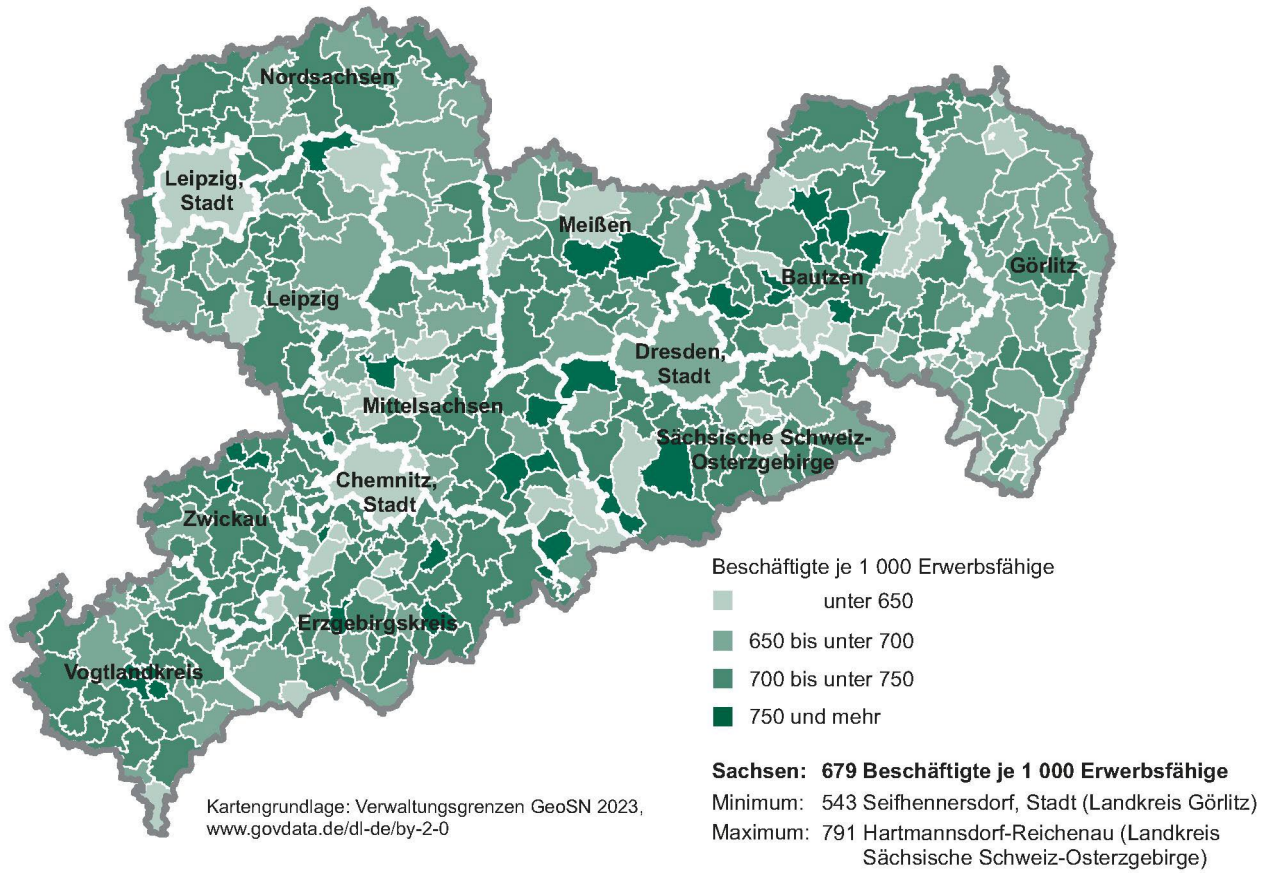 Nordsachsen
Leipzig,
Stadt
Meißen
Bautzen
Görlitz
Leipzig
Dresden,
Stadt
Mittelsachsen
Sächsische Schweiz-
Osterzgebirge
Chemnitz,
Stadt
Zwickau
Erzgebirgskreis
Vogtlandkreis
Beschäftigte je 1 000 Erwerbsfähige
unter 650
650 bis unter 700
700 bis unter 750
750 und mehr
Sachsen: 679 Beschäftigte je 1 000 Erwerbsfähige
Minimum: 543 Seifhennersdorf, Stadt (Landkreis Görlitz)
Maximum: 791 Hartmannsdorf-Reichenau (Landkreis
Sächsische Schweiz-Osterzgebirge)
Kartengrundlage: Verwaltungsgrenzen GeoSN 2023,
www.govdata.de/dl-de/by-2-0